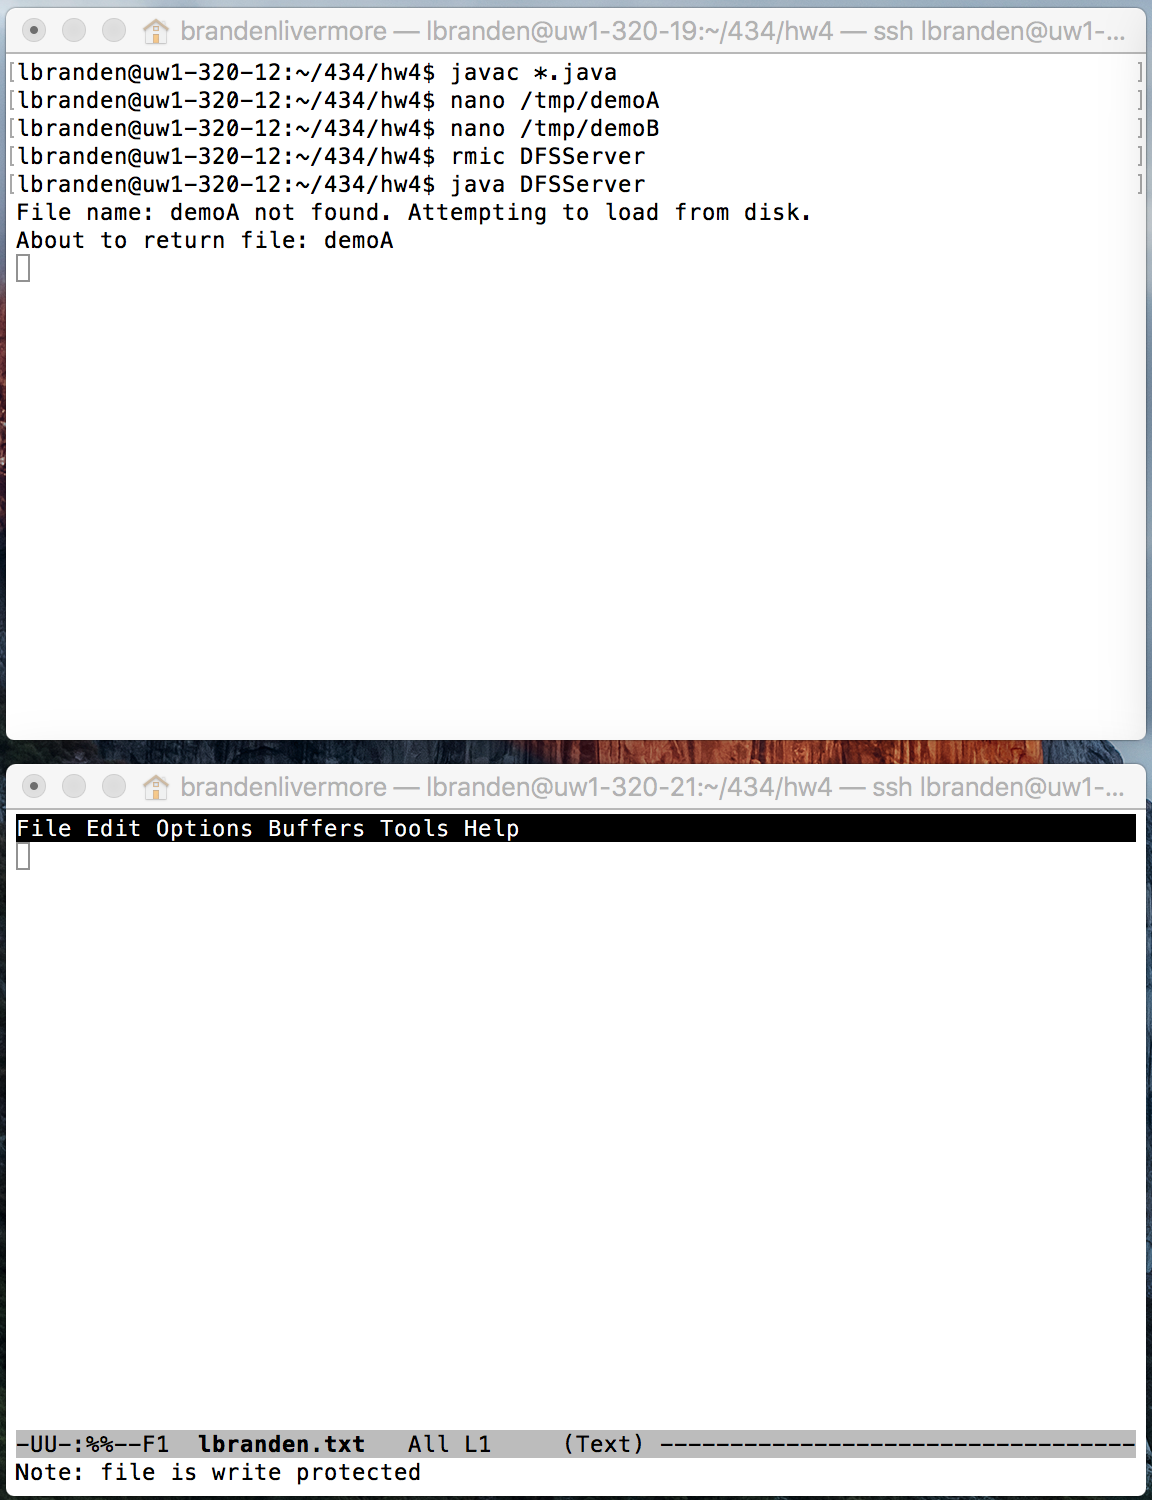 brandenlivermore — lbranden@uw1-320-19:~/434/hw4 — ssh lbranden@uw1-...
[lbranden@uw1-320-12:~/434/hw4$ javac *.java ]
[lbranden@uw1-320-12:~/434/hw4$ nano /tmp/demoA ]
[lbranden@uw1-320-12:~/434/hw4$ nano /tmp/demoB ]
[lbranden@uw1-320-12:~/434/hw4$ rmic DFSServer ]
[lbranden@uw1-320-12:~/434/hw4$ java DFSServer ]
File name: demoA not found. Attempting to load from disk.
About to return file: demoA
brandenlivermore — lbranden@uw1-320-21:~/434/hw4 — ssh lbranden@uw1-...
File Edit Options Buffers Tools Help
-UU-:%%--F1  lbranden.txt   All L1     (Text) ----------------------------------
Note: file is write protected